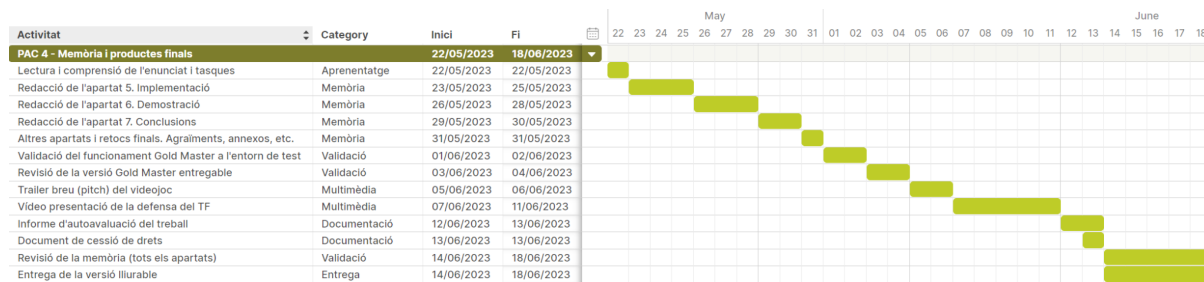 May June
Activitat Category Inici Fi 22 23 24 25 26 27 28 29 30 31 01 02 03 04 05 06 07 08 09 10 11 12 13 14 15 16 17 18
PAC 4 - Memòria i productes finals 22/05/2023 18/06/2023
Lectura i comprensió de l'enunciat i tasques Aprenentatge 22/05/2023 22/05/2023
Redacció de l'apartat 5. Implementació Memòria 23/05/2023 25/05/2023
Redacció de l'apartat 6. Demostració Memòria 26/05/2023 28/05/2023
Redacció de l'apartat 7. Conclusions Memòria 29/05/2023 30/05/2023
Altres apartats i retocs finals. Agraïments, annexos, etc. Memòria 31/05/2023 31/05/2023
Validació del funcionament Gold Master a l'entorn de test Validació 01/06/2023 02/06/2023
Revisió de la versió Gold Master entregable Validació 03/06/2023 04/06/2023
Trailer breu (pitch) del videojoc Multimèdia 05/06/2023 06/06/2023
Vídeo presentació de la defensa del TF Multimèdia 07/06/2023 11/06/2023
Informe d'autoavaluació del treball Documentació 12/06/2023 13/06/2023
Document de cessió de drets Documentació 13/06/2023 13/06/2023
Revisió de la memòria (tots els apartats) Validació 14/06/2023 18/06/2023
Entrega de la versió lliurable Entrega 14/06/2023 18/06/2023